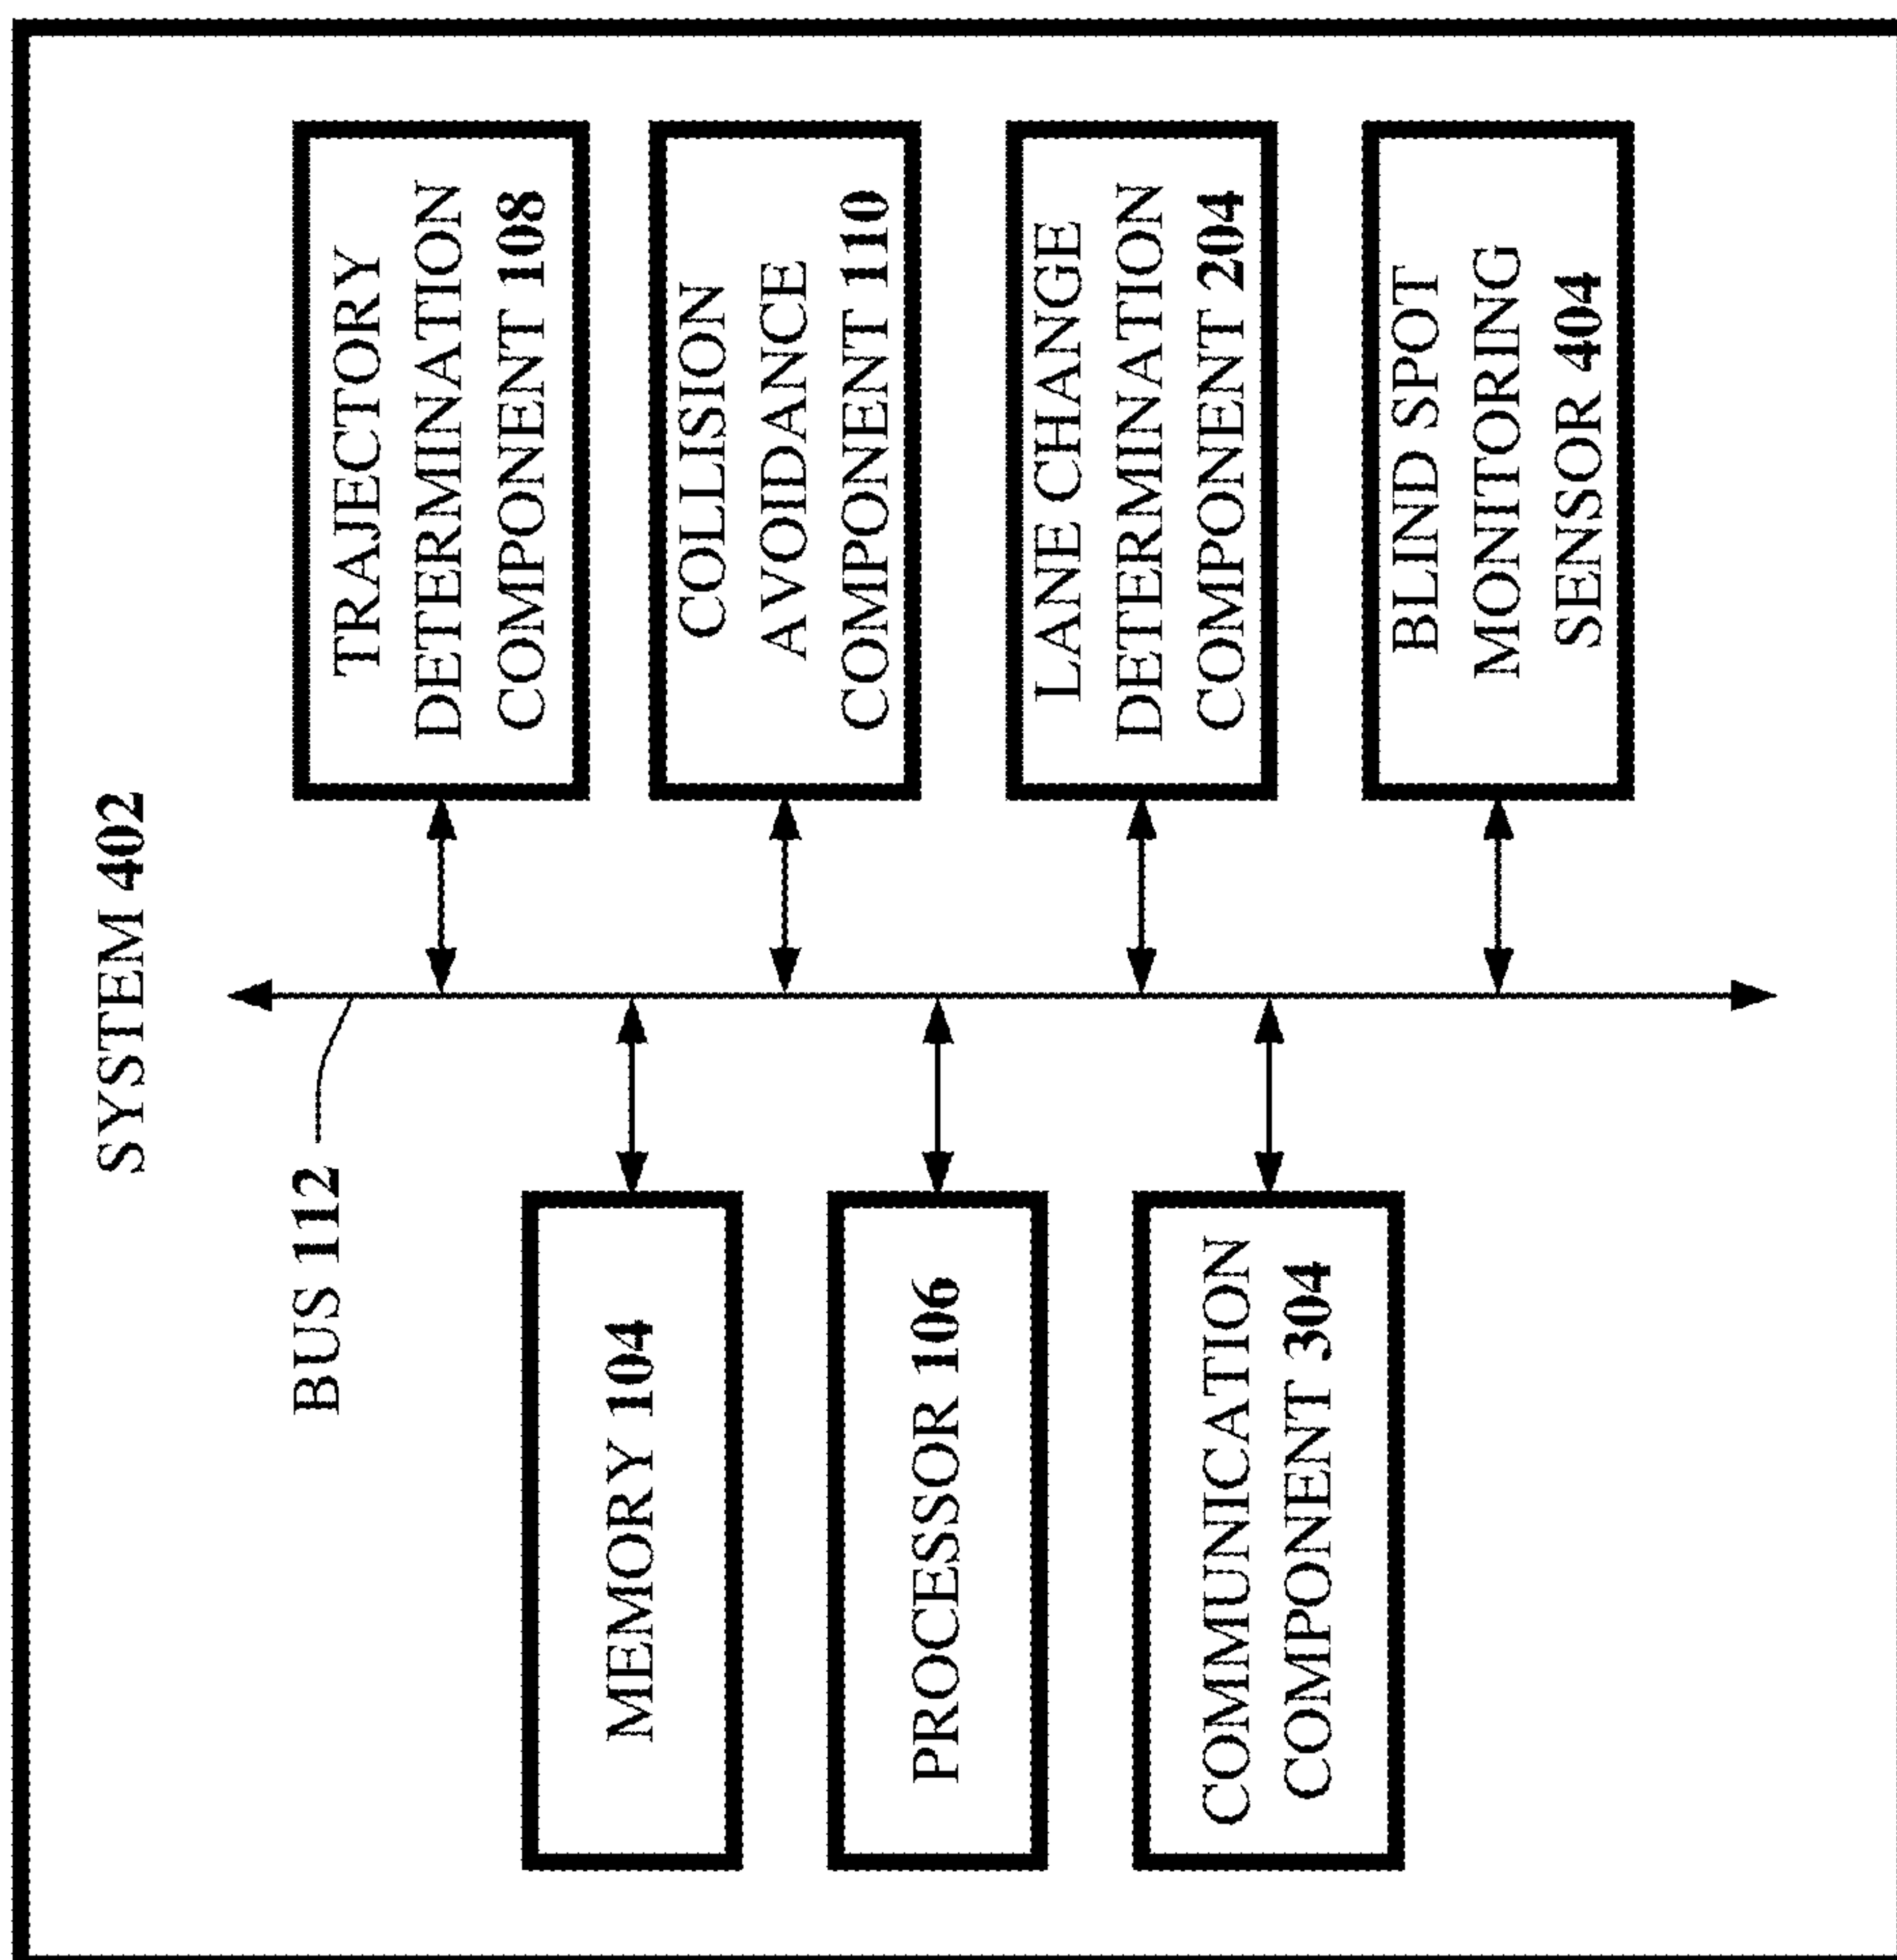 SYSTEM 402
BUS 112
MEMORY 104
PROCESSOR 106
COMMUNICATION
COMPONENT 304
TRAJECTORY
DETERMINATION
COMPONENT 108
COLLISION
AVOIDANCE
COMPONENT 110
LANE CHANGE
DETERMINATION
COMPONENT 204
BLIND SPOT
MONITORING
SENSOR 404